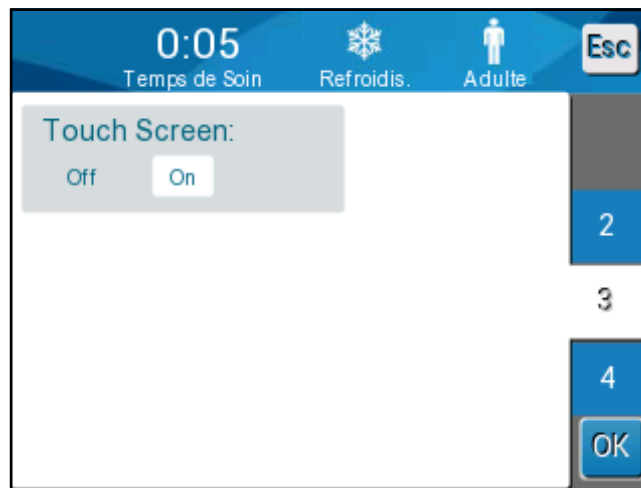 0:05
Temps de Soin
Refroidis.
Adulte
Esc
Touch Screen:
Off On
2
3
4
OK